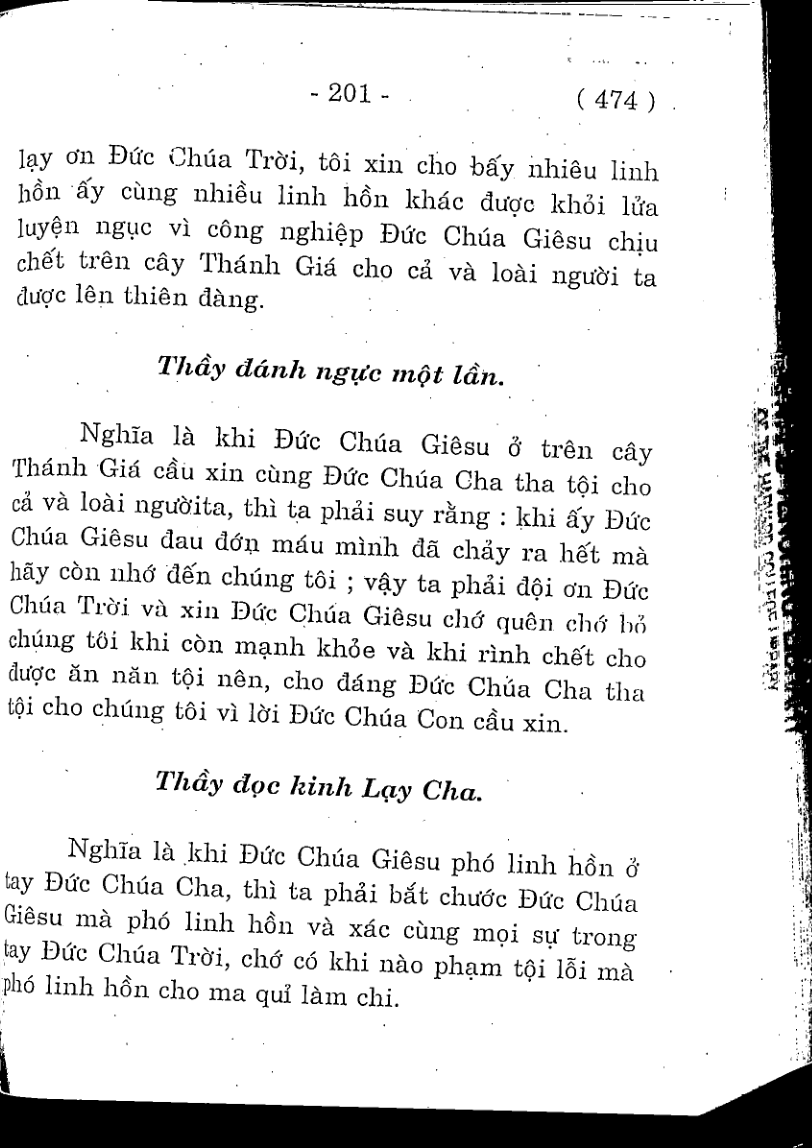 - 201 -
( 474 )
lạy ơn Đức Chúa Trời, tôi xin cho bấy nhiêu linh
hồn ấy cùng nhiều linh hồn khác được khỏi lửa
luyện ngục vì công nghiệp Đức Chúa Giêsu chịu
chết trên cây Thánh Giá cho cả và loài người ta
được lên thiên đàng.
Thầy đánh ngực một lần.
Nghĩa là khi Đức Chúa Giêsu ở trên cây
Thánh Giá cầu xin cùng Đức Chúa Cha tha tội cho
cả và loài ngườita, thì ta phải suy rằng : khi ấy Đức
Chúa Giêsu đau đớn máu mình đã chảy ra hết mà
hãy còn nhớ đến chúng tôi ; vậy ta phải đội ơn Đức
Chúa Trời và xin Đức Chúa Giêsu chớ quên chớ bỏ
chúng tôi khi còn mạnh khỏe và khi rình chết cho
được ăn năn tội nên, cho đáng Đức Chúa Cha tha
tội cho chúng tôi vì lời Đức Chúa Con cầu xin.
Thầy đọc kinh Lạy Cha.
Nghĩa là khi Đức Chúa Giêsu phó linh hồn ở
tay Đức Chúa Cha, thì ta phải bắt chước Đức Chúa
Giêsu mà phó linh hồn và xác cùng mọi sự trong
tay Đức Chúa Trời, chớ có khi nào phạm tội lỗi mà
phó linh hồn cho ma quỉ làm chi.